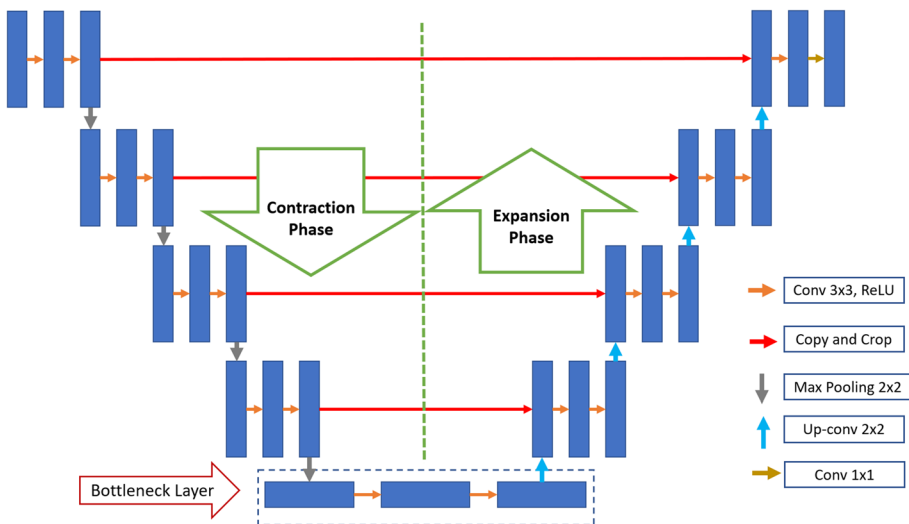 Contraction
Phase
Expansion
Phase
Conv 3x3, ReLU
Copy and Crop
Max Pooling 2x2
Up-conv 2x2
Conv 1x1
Bottleneck Layer